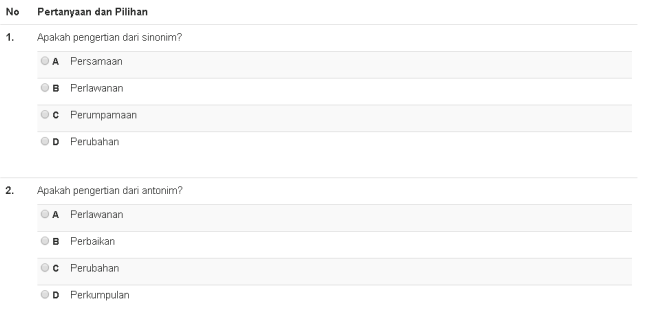 No Pertanyaan dan Pilihan
1. Apakah pengertian dari sinonim?
A Persamaan
B Perlawanan
C Perumpamaan
D Perubahan
2. Apakah pengertian dari antonim?
A Perlawanan
B Perbaikan
C Perubahan
D Perkumpulan